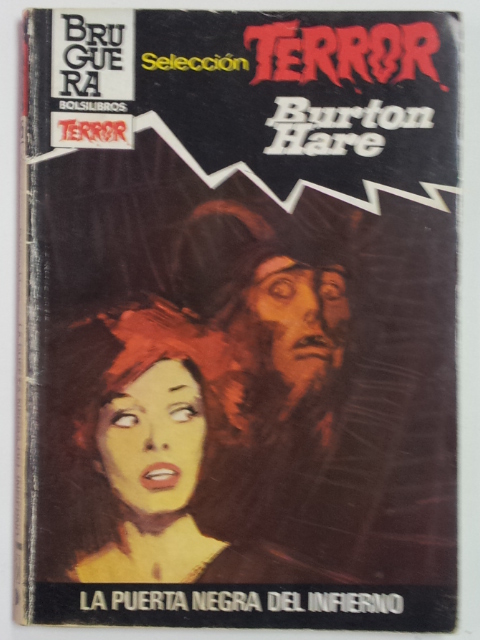 BRU
GUE
RA
BOLSILIBROS
TERROR
Selección TERROR
Burton
Hare
LA PUERTA NEGRA DEL INFIERNO